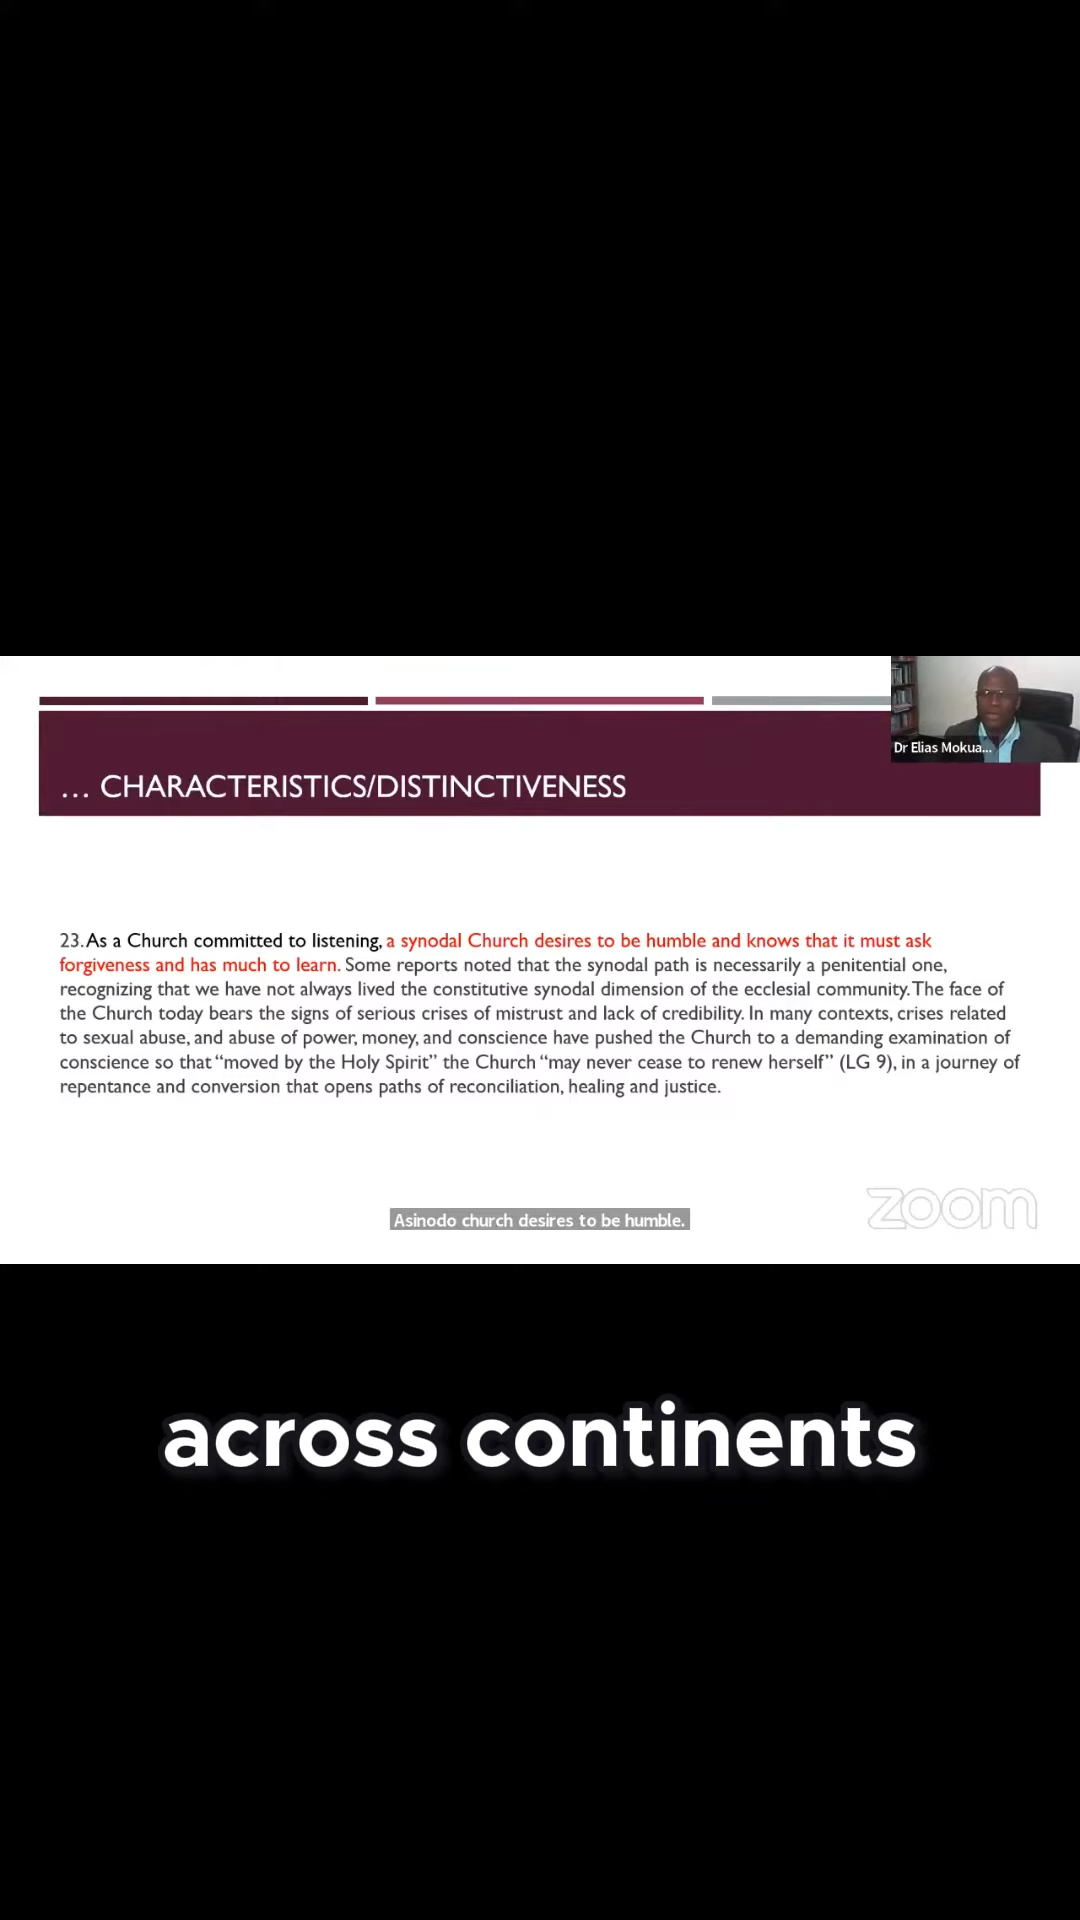 Dr Elias Mokua...
... CHARACTERISTICS/DISTINCTIVENESS
23. As a Church committed to listening, a synodal Church desires to be humble and knows that it must ask
forgiveness and has much to learn. Some reports noted that the synodal path is necessarily a penitential one,
recognizing that we have not always lived the constitutive synodal dimension of the ecclesial community. The face of
the Church today bears the signs of serious crises of mistrust and lack of credibility. In many contexts, crises related
to sexual abuse, and abuse of power, money, and conscience have pushed the Church to a demanding examination of
conscience so that “moved by the Holy Spirit” the Church “may never cease to renew herself” (LG 9), in a journey of
repentance and conversion that opens paths of reconciliation, healing and justice.
zoom
Asinodo church desires to be humble.
across continents